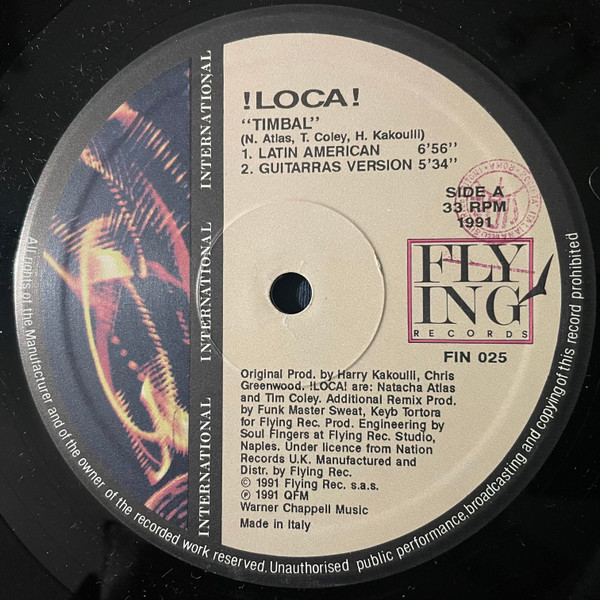 !LOCA!
"TIMBAL"
(N. Atlas, T. Coley, H. Kakoulli)
1. LATIN AMERICAN 6'56''
2. GUITARRAS VERSION 5'34''
SIDE A
33 RPM
1991
FLY
ING
RECORDS
FIN 025
Original Prod. by Harry Kakoulli, Chris
Greenwood. !LOCA! are: Natacha Atlas
and Tim Coley. Additional Remix Prod.
by Funk Master Sweat, Keyb Tortora
for Flying Rec. Prod. Engineering by
Soul Fingers at Flying Rec. Studio,
Naples. Under licence from Nation
Records U.K. Manufactured and
Distr. by Flying Rec.
© 1991 Flying Rec. s.a.s.
℗ 1991 QFM
Warner Chappell Music
Made in Italy
INTERNATIONAL
INTERNATIONAL
INTERNATIONAL
All rights of the Manufacturer and of the owner of the recorded work reserved. Unauthorised public performance, broadcasting and copying of this record prohibited